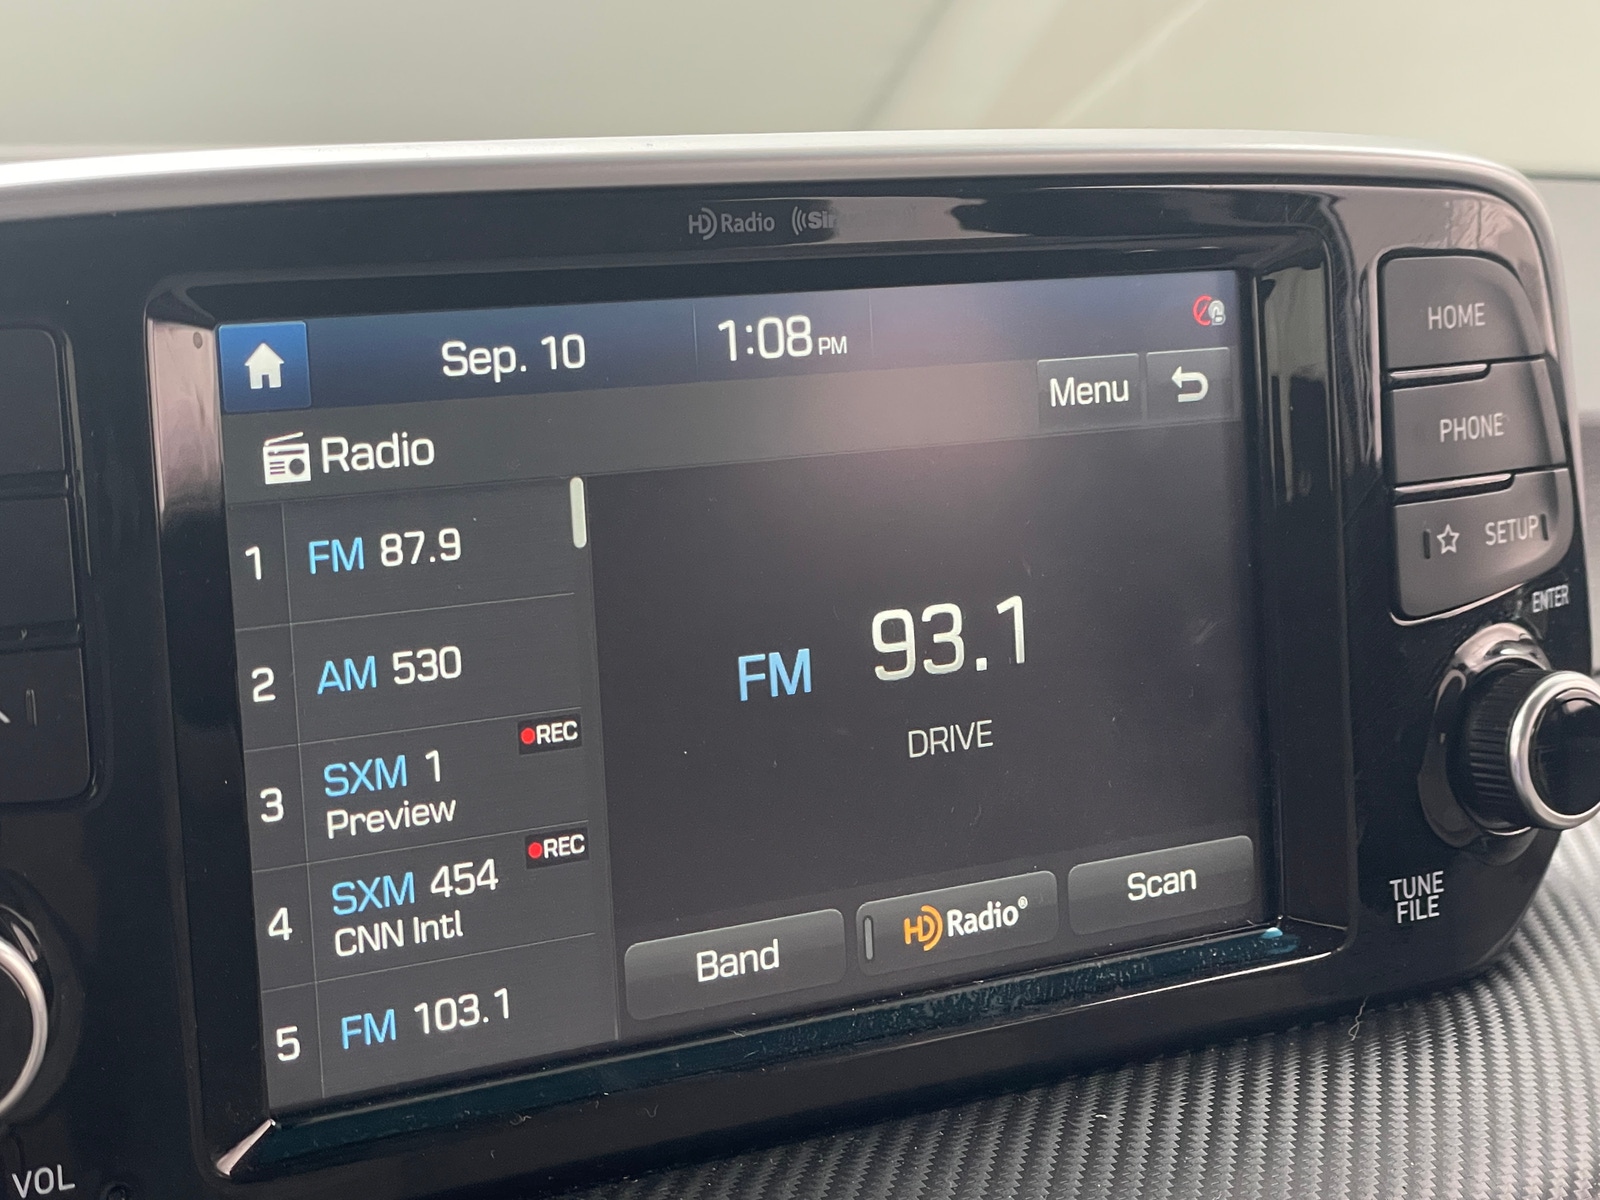 HD Radio
Sep. 10
1:08 PM
Menu
Radio
1 FM 87.9
2 AM 530
REC
3 SXM 1
Preview
REC
4 SXM 454
CNN Intl
5 FM 103.1
FM 93.1
DRIVE
Band
HD Radio®
Scan
HOME
PHONE
SETUP
ENTER
TUNE
FILE
VOL